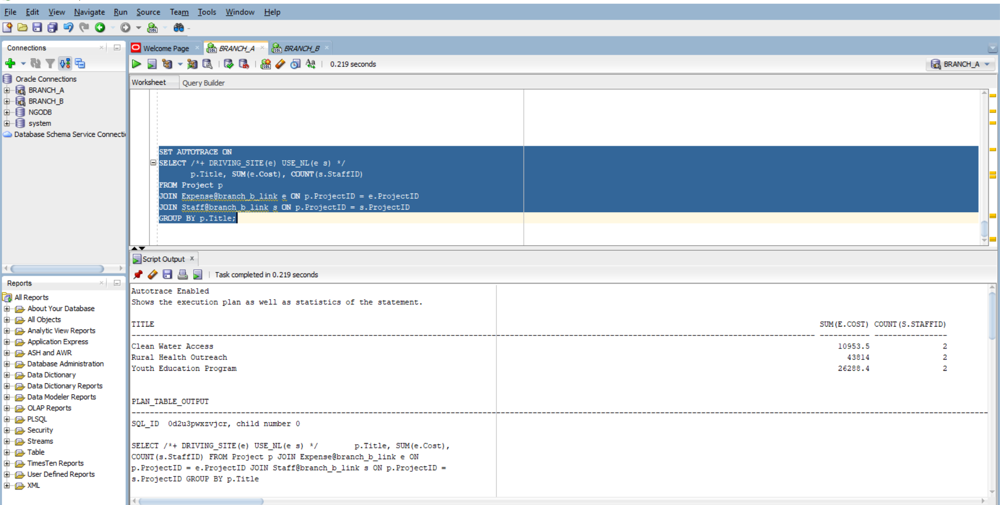 File Edit View Navigate Run Source Team Tools Window Help
Connections
Welcome Page
BRANCH_A
BRANCH_B
0.219 seconds
BRANCH_A
Oracle Connections
BRANCH_A
BRANCH_B
NGODB
system
Database Schema Service Connecti
Worksheet Query Builder
SET AUTOTRACE ON
SELECT /*+ DRIVING_SITE(e) USE_NL(e s) */
p.Title, SUM(e.Cost), COUNT(s.StaffID)
FROM Project p
JOIN Expense@branch_b_link e ON p.ProjectID = e.ProjectID
JOIN Staff@branch_b_link s ON p.ProjectID = s.ProjectID
GROUP BY p.Title;
Script Output
Task completed in 0.219 seconds
Reports
All Reports
About Your Database
All Objects
Analytic View Reports
Application Express
ASH and AWR
Database Administration
Data Dictionary
Data Dictionary Reports
Data Modeler Reports
OLAP Reports
PLSQL
Security
Streams
Table
TimesTen Reports
User Defined Reports
XML
Autotrace Enabled
Shows the execution plan as well as statistics of the statement.
TITLE SUM(E.COST) COUNT(S.STAFFID)
Clean Water Access 10953.5 2
Rural Health Outreach 43814 2
Youth Education Program 26288.4 2
PLAN_TABLE_OUTPUT
SQL_ID 0d2u3pwxzvjcr, child number 0
SELECT /*+ DRIVING_SITE(e) USE_NL(e s) */ p.Title, SUM(e.Cost),
COUNT(s.StaffID) FROM Project p JOIN Expense@branch_b_link e ON
p.ProjectID = e.ProjectID JOIN Staff@branch_b_link s ON p.ProjectID =
s.ProjectID GROUP BY p.Title